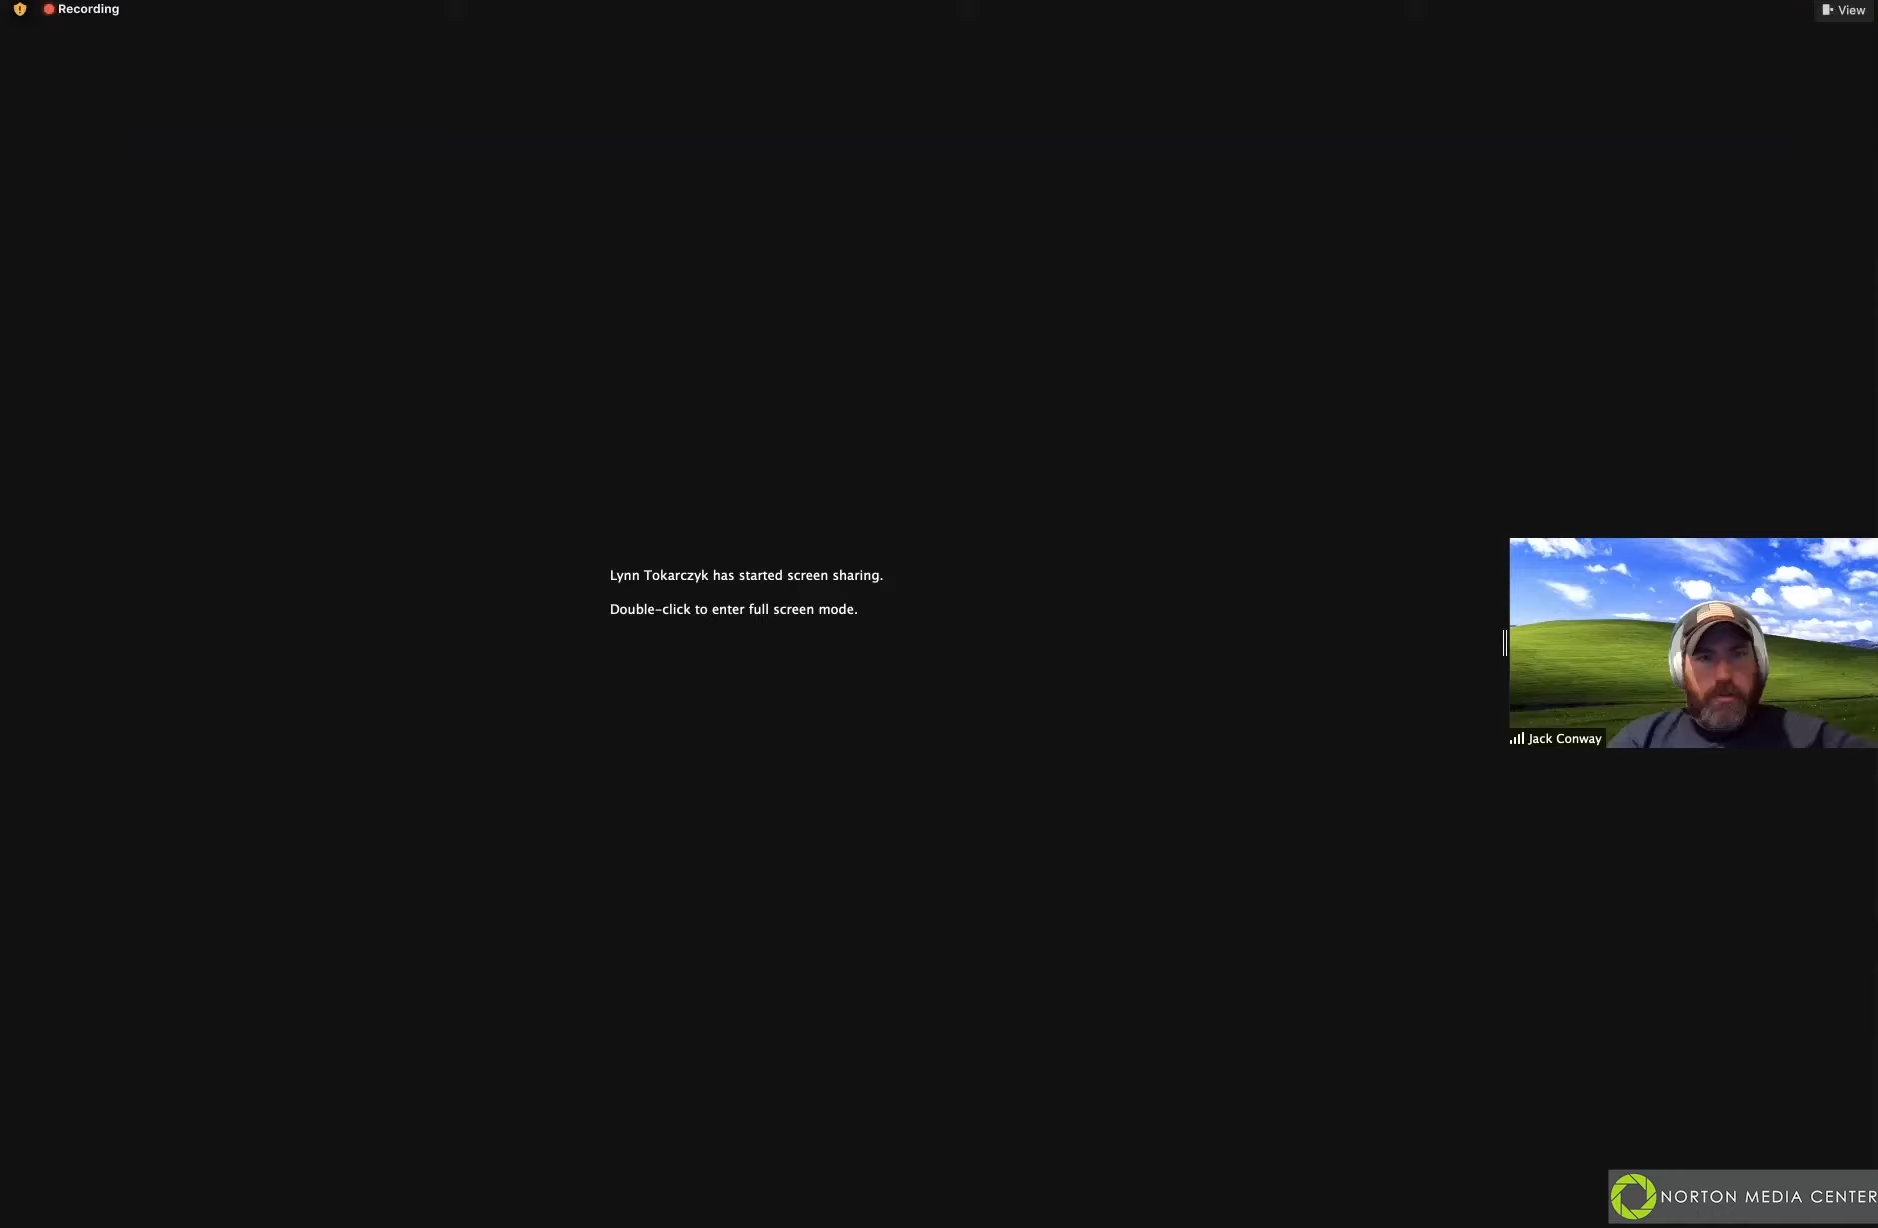 Recording
View
Lynn Tokarczyk has started screen sharing.
Double-click to enter full screen mode.
Jack Conway
NORTON MEDIA CENTER